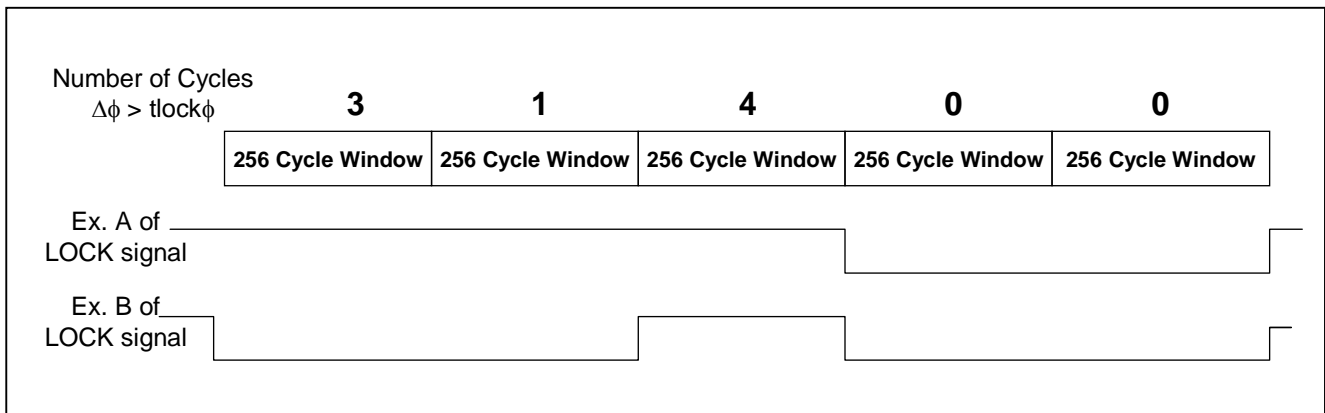 Number of Cycles
Δϕ > tlockϕ
3 1 4 0 0
256 Cycle Window 256 Cycle Window 256 Cycle Window 256 Cycle Window 256 Cycle Window
Ex. A of
LOCK signal
Ex. B of
LOCK signal